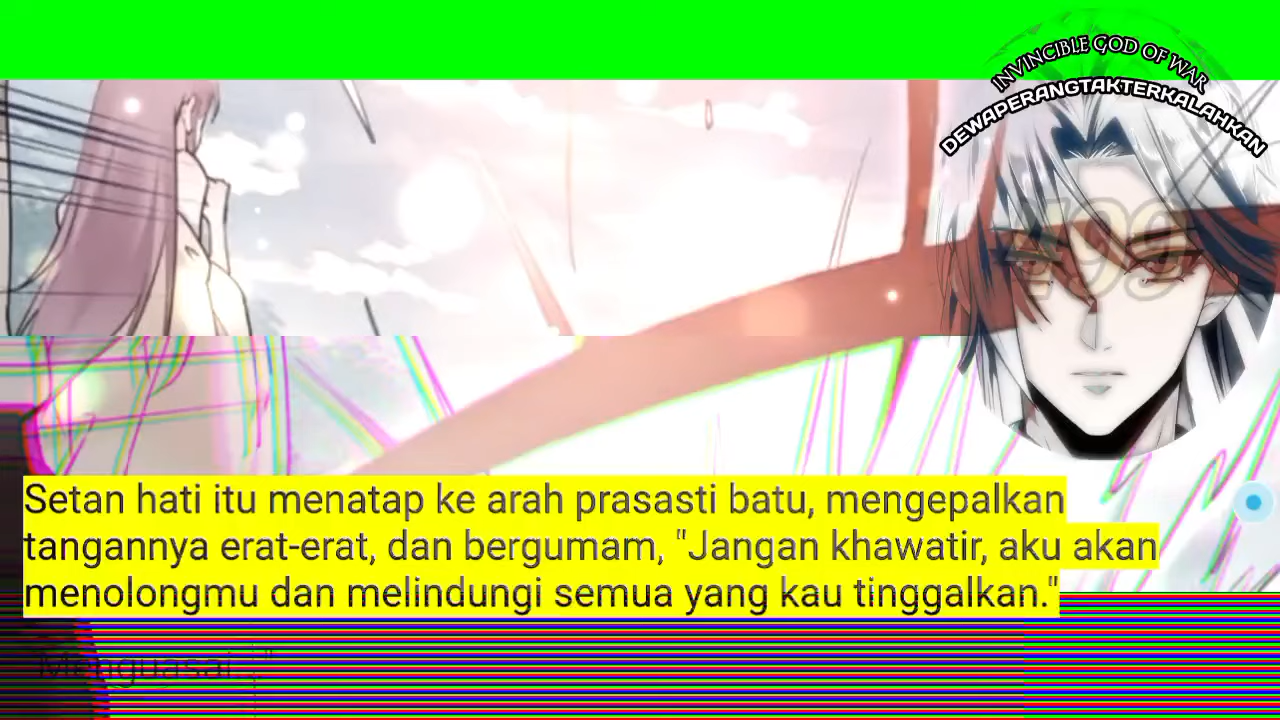 INVINCIBLE GOD OF WAR
DEWAPERANGTAKTERKALAHKAN
799
Setan hati itu menatap ke arah prasasti batu, mengepalkan
tangannya erat-erat, dan bergumam, "Jangan khawatir, aku akan
menolongmu dan melindungi semua yang kau tinggalkan."
"Menguasai..."